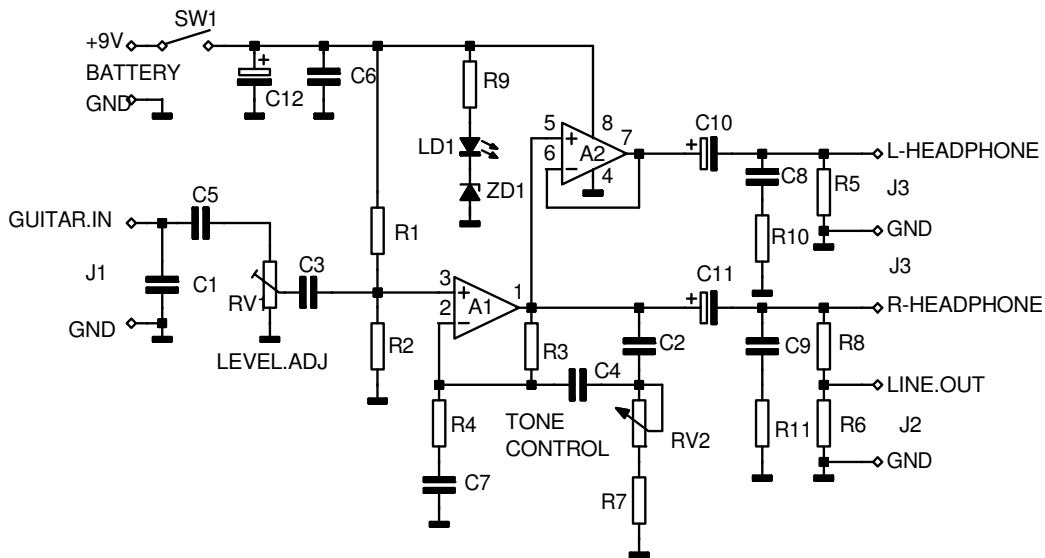 SW1
+9V
BATTERY
GND
+
C12
C6
R9
LD1
ZD1
5
6
+
−
A2
8
7
4
+
C10
L-HEADPHONE
C8
R5
J3
R10
GND
J3
GUITAR.IN
C5
J1
C1
GND
RV1
LEVEL.ADJ
C3
R1
R2
3
2
+
−
A1
1
+
C11
R-HEADPHONE
R3
C2
C9
R8
C4
LINE.OUT
R4
TONE
CONTROL
RV2
R11
R6
J2
GND
C7
R7